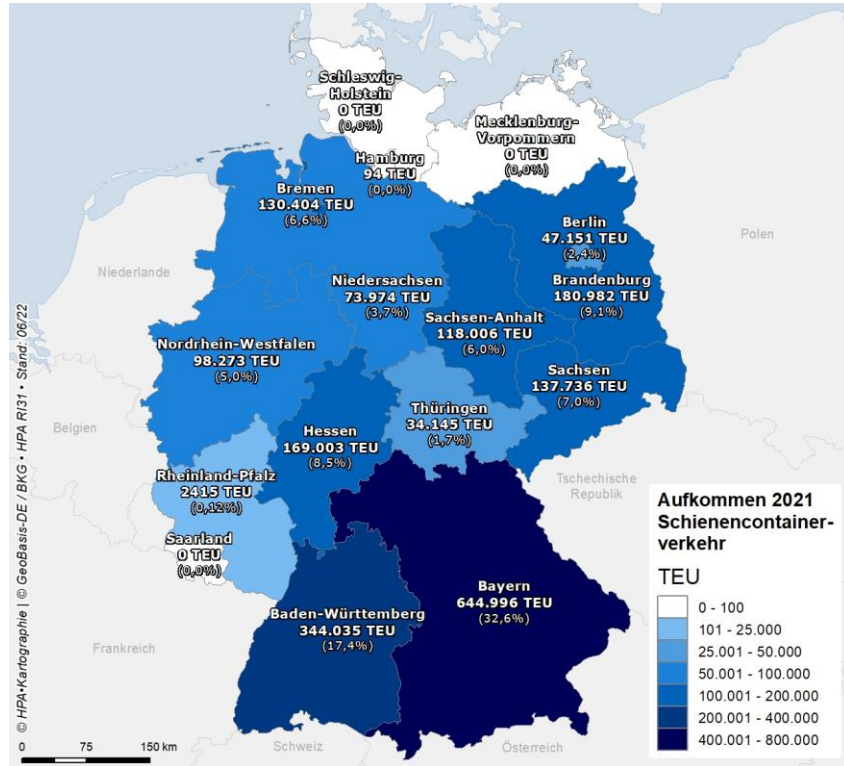 Schleswig-
Holstein
0 TEU
(0,0%)
Mecklenburg-
Vorpommern
0 TEU
(0,0%)
Hamburg
94 TEU
(0,0%)
Bremen
130.404 TEU
(6,6%)
Berlin
47.151 TEU
(2,4%)
Polen
Niederlande
Niedersachsen
73.974 TEU
(3,7%)
Brandenburg
180.982 TEU
(9,1%)
Sachsen-Anhalt
118.006 TEU
(6,0%)
Nordrhein-Westfalen
98.273 TEU
(5,0%)
Sachsen
137.736 TEU
(7,0%)
Thüringen
34.145 TEU
(1,7%)
Belgien
Hessen
169.003 TEU
(8,5%)
Rheinland-Pfalz
2415 TEU
(0,12%)
Tschechische
Republik
Saarland
0 TEU
(0,0%)
Bayern
644.996 TEU
(32,6%)
Baden-Württemberg
344.035 TEU
(17,4%)
Frankreich
Schweiz
Österreich
© HPA•Kartographie | © GeoBasis-DE / BKG • HPA RI31 • Stand: 06/22
0 75 150 km
Aufkommen 2021
Schienencontainer-
verkehr
TEU
0 - 100
101 - 25.000
25.001 - 50.000
50.001 - 100.000
100.001 - 200.000
200.001 - 400.000
400.001 - 800.000